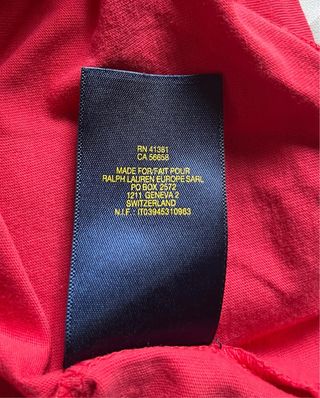 RN 41381
CA 56658
MADE FOR/FAIT POUR
RALPH LAUREN EUROPE SARL
PO BOX 2572
1211 GENEVA 2
SWITZERLAND
N.I.F. : IT03945310963